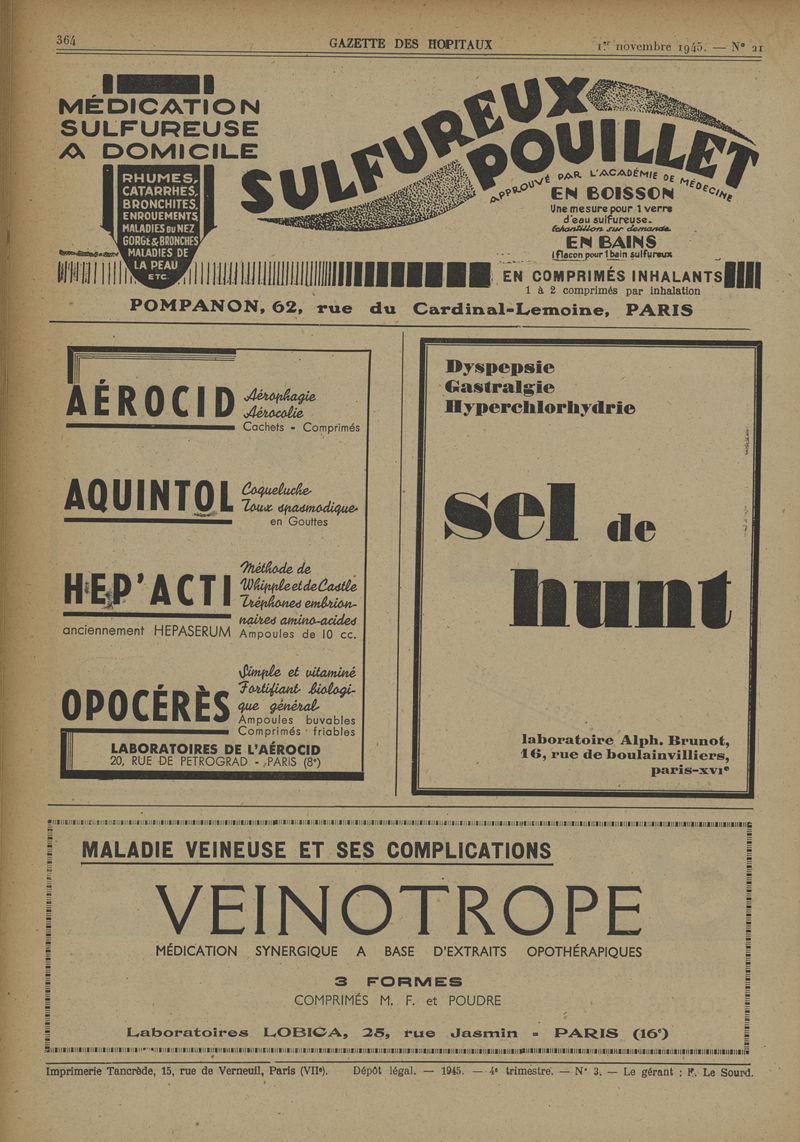 364
GAZETTE DES HOPITAUX
1er novembre 1945. — N° 21
MÉDICATION
SULFUREUSE
A DOMICILE
RHUMES,
CATARRHES,
BRONCHITES,
ENROUEMENTS
MALADIES DU NEZ
GORGE & BRONCHES
MALADIES DE
LA PEAU
ETC.
SULFUREUX
POUILLET
APPROUVÉ PAR L'ACADÉMIE DE MÉDECINE
EN BOISSON
Une mesure pour 1 verre
d'eau sulfureuse.
Échantillon sur demande.
EN BAINS
1 flacon pour 1 bain sulfureux
EN COMPRIMÉS INHALANTS
1 à 2 comprimés par inhalation
POMPANON, 62, rue du Cardinal-Lemoine, PARIS
AÉROCID
Aérophagie
Aérocolie
Cachets - Comprimés
AQUINTOL
Coqueluche
Toux spasmodique
en Gouttes
HEP'ACTI
anciennement HEPASERUM
Méthode de
Whipple et de Castle
Tréphones embrion-
naires amino-acides
Ampoules de 10 cc.
OPOCÉRÈS
Simple et vitaminé
Fortifiant biologi-
que général
Ampoules buvables
Comprimés friables
LABORATOIRES DE L'AÉROCID
20, RUE DE PETROGRAD - PARIS (8e)
Dyspepsie
Gastralgie
Hyperchlorhydrie
sel de
hunt
laboratoire Alph. Brunot,
16, rue de boulainvilliers,
paris-xvie
MALADIE VEINEUSE ET SES COMPLICATIONS
VEINOTROPE
MÉDICATION SYNERGIQUE A BASE D'EXTRAITS OPOTHÉRAPIQUES
3 FORMES
COMPRIMÉS M. F. et POUDRE
Laboratoires LOBICA, 25, rue Jasmin - PARIS (16e)
Imprimerie Tancrède, 15, rue de Verneuil, Paris (VIIe). Dépôt légal. — 1945. — 4e trimestre. — N° 3. — Le gérant : F. Le Sourd.